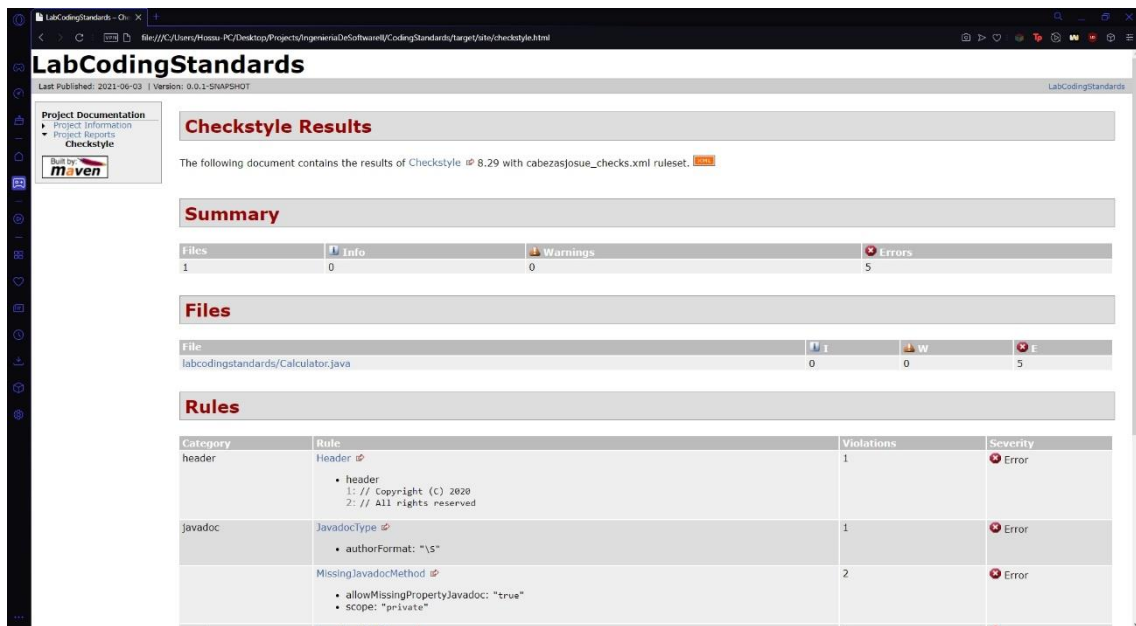 LabCodingStandards – Che
VPN file:///C:/Users/Hossu-PC/Desktop/Projects/IngenieriaDeSoftwareII/CodingStandards/target/site/checkstyle.html
LabCodingStandards
Last Published: 2021-06-03 | Version: 0.0.1-SNAPSHOT LabCodingStandards
Project Documentation
Project Information
Project Reports
Checkstyle
Built by:
maven
Checkstyle Results
The following document contains the results of Checkstyle 8.29 with cabezasjosue_checks.xml ruleset. XML
Summary
Files Info Warnings Errors
1 0 0 5
Files
File I W E
labcodingstandards/Calculator.java 0 0 5
Rules
Category Rule Violations Severity
header Header 1 Error
• header
1: // Copyright (C) 2020
2: // All rights reserved
javadoc JavadocType 1 Error
• authorFormat: "\S"
MissingJavadocMethod 2 Error
• allowMissingPropertyJavadoc: "true"
• scope: "private"